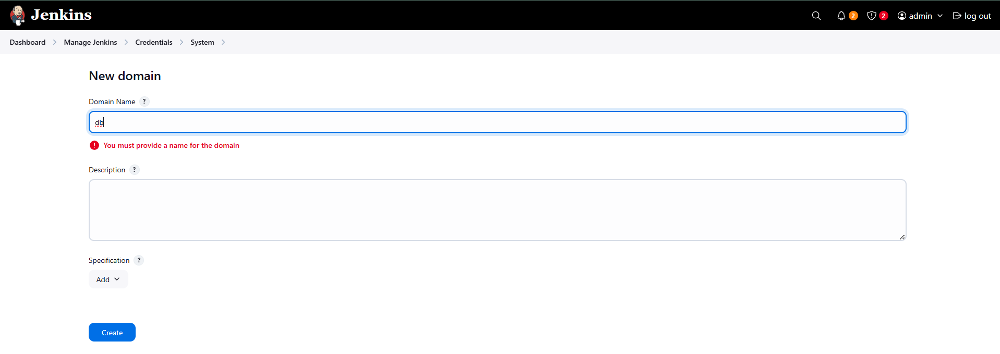 Jenkins 2 2 admin log out
Dashboard Manage Jenkins Credentials System
New domain
Domain Name ?
db
! You must provide a name for the domain
Description ?
Specification ?
Add
Create